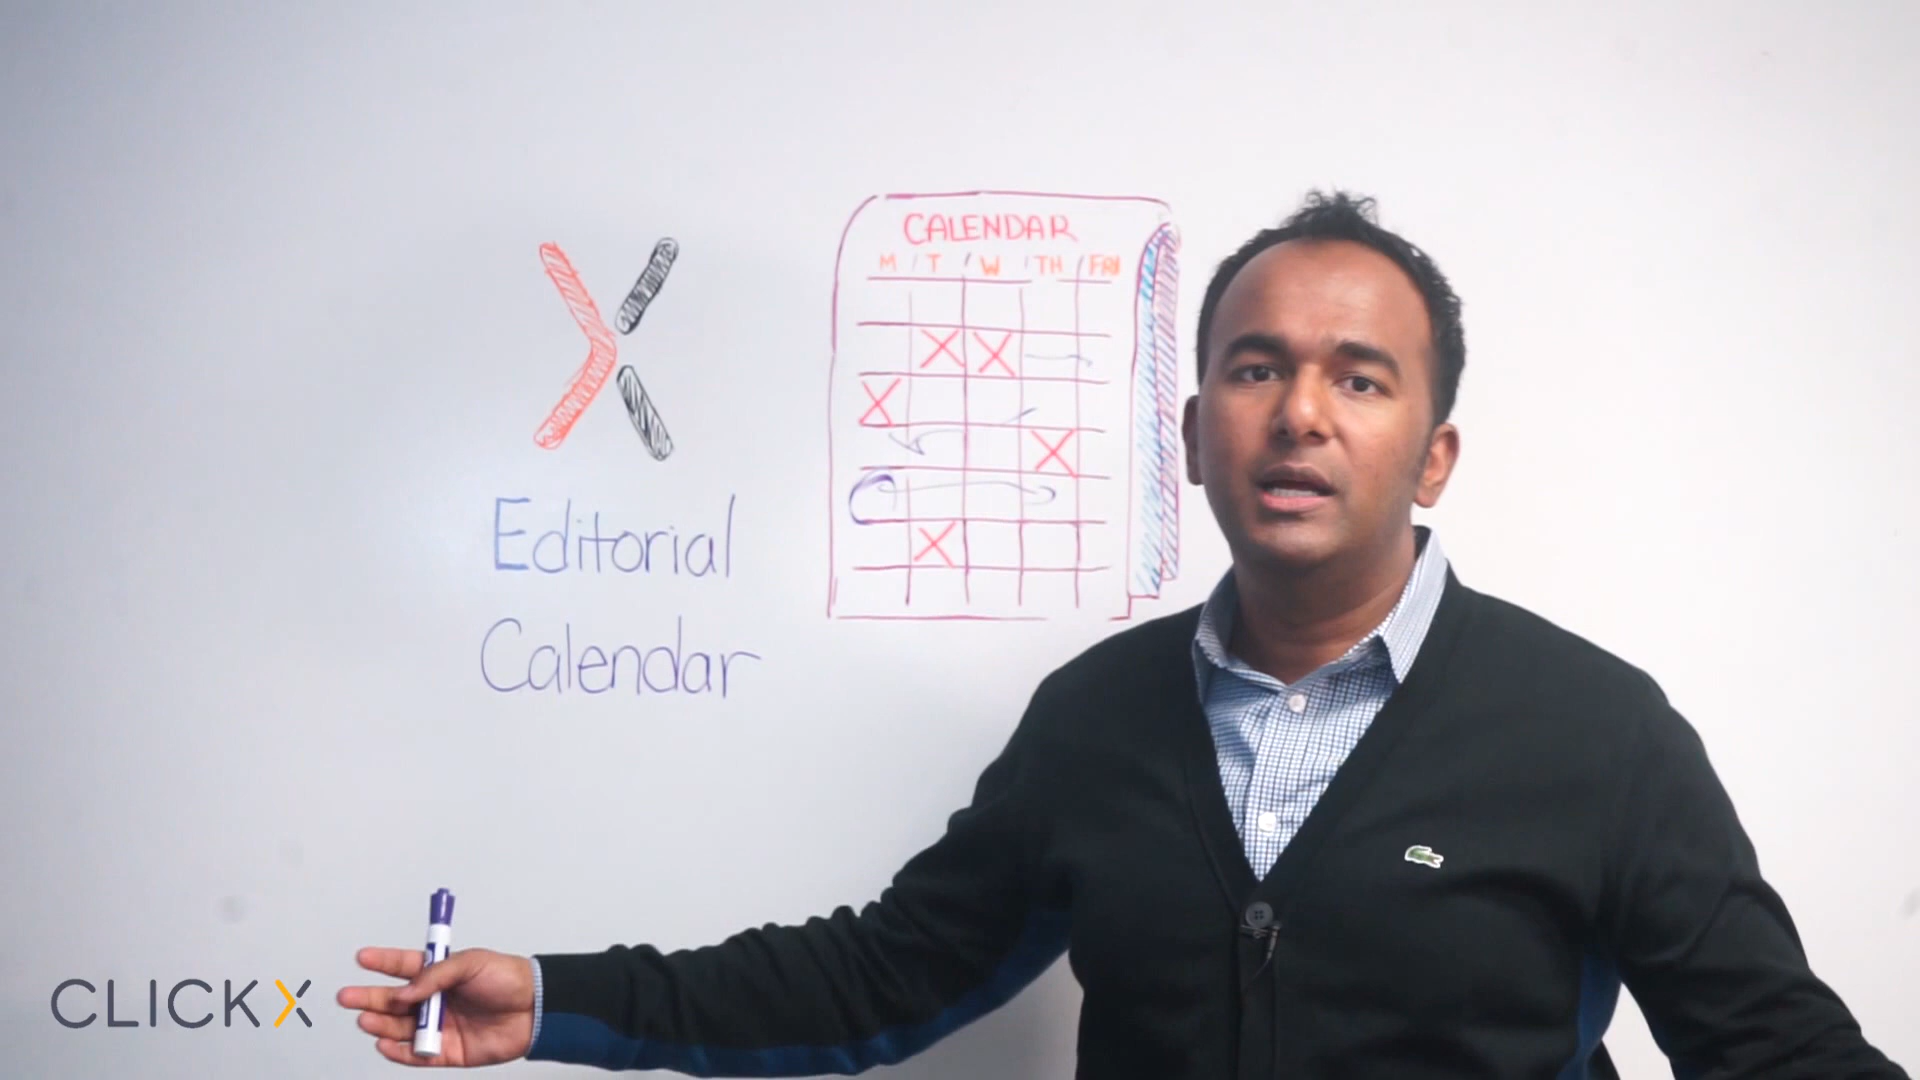 CALENDAR
M T W TH FRI
Editorial
Calendar
CLICKX